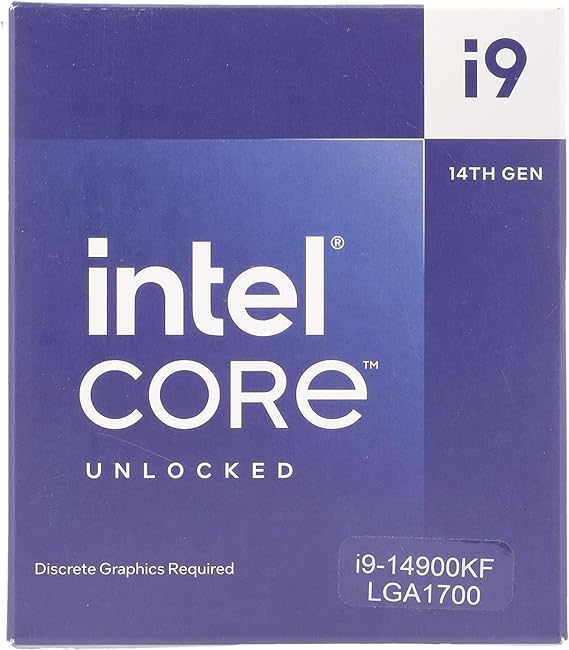 i9
14TH GEN
intel®
CORE™
UNLOCKED
Discrete Graphics Required
i9-14900KF
LGA1700